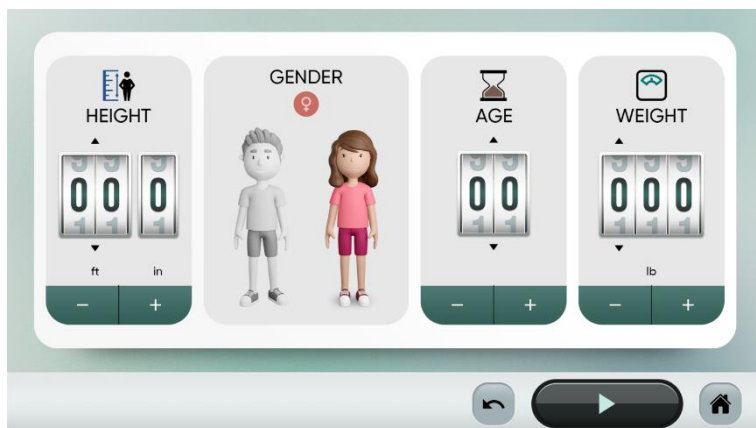 HEIGHT
00 0
ft in
- +
GENDER
AGE
00
- +
WEIGHT
000
lb
- +